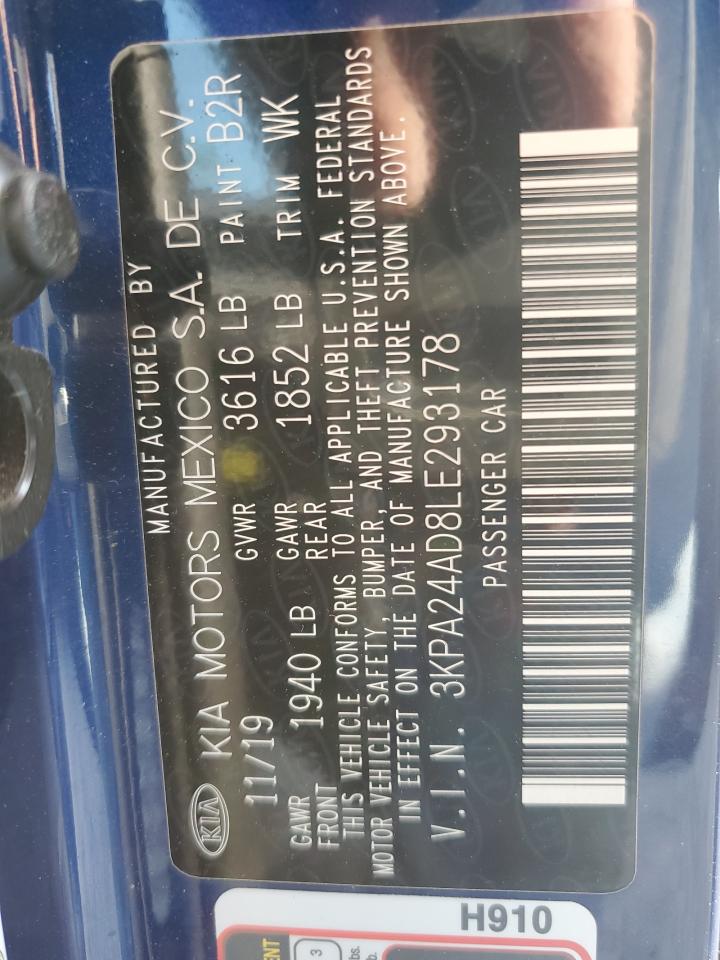 MANUFACTURED BY
KIA KIA MOTORS MEXICO S.A. DE C.V.
11/19 GVWR 3616 LB PAINT B2R
GAWR FRONT 1940 LB GAWR REAR 1852 LB TRIM WK
THIS VEHICLE CONFORMS TO ALL APPLICABLE U.S.A. FEDERAL
MOTOR VEHICLE SAFETY, BUMPER, AND THEFT PREVENTION STANDARDS
IN EFFECT ON THE DATE OF MANUFACTURE SHOWN ABOVE.
V.I.N. 3KPA24AD8LE293178
PASSENGER CAR
H910
3